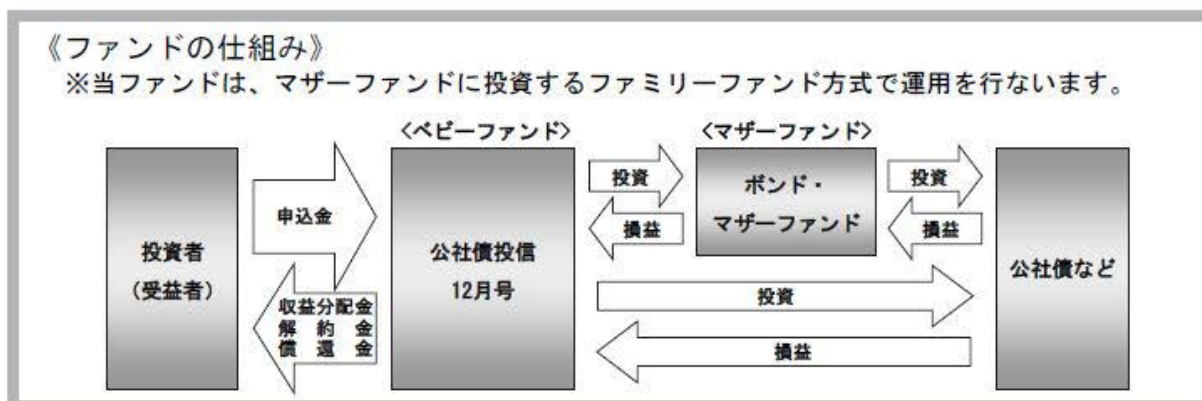 《ファンドの仕組み》
※当ファンドは、マザーファンドに投資するファミリーファンド方式で運用を行ないます。
〈ベビーファンド〉
〈マザーファンド〉
投資者
(受益者)
申込金
収益分配金
解約金
償還金
公社債投信
12月号
投資
損益
ボンド・
マザーファンド
投資
損益
投資
損益
公社債など